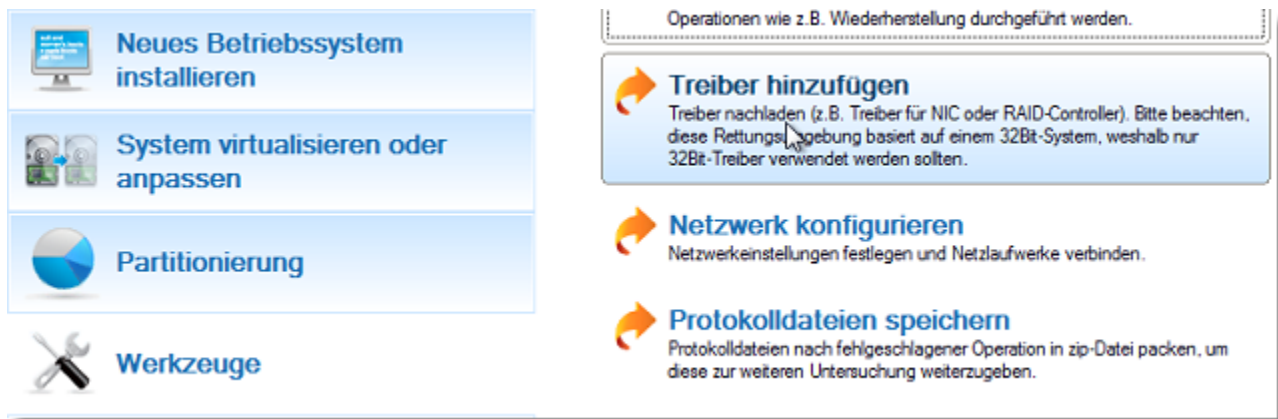 Neues Betriebssystem
installieren
System virtualisieren oder
anpassen
Partitionierung
Werkzeuge
Operationen wie z.B. Wiederherstellung durchgeführt werden.
Treiber hinzufügen
Treiber nachladen (z.B. Treiber für NIC oder RAID-Controller). Bitte beachten,
diese Rettungsumgebung basiert auf einem 32Bit-System, weshalb nur
32Bit-Treiber verwendet werden sollten.
Netzwerk konfigurieren
Netzwerkeinstellungen festlegen und Netzlaufwerke verbinden.
Protokolldateien speichern
Protokolldateien nach fehlgeschlagener Operation in zip-Datei packen, um
diese zur weiteren Untersuchung weiterzugeben.